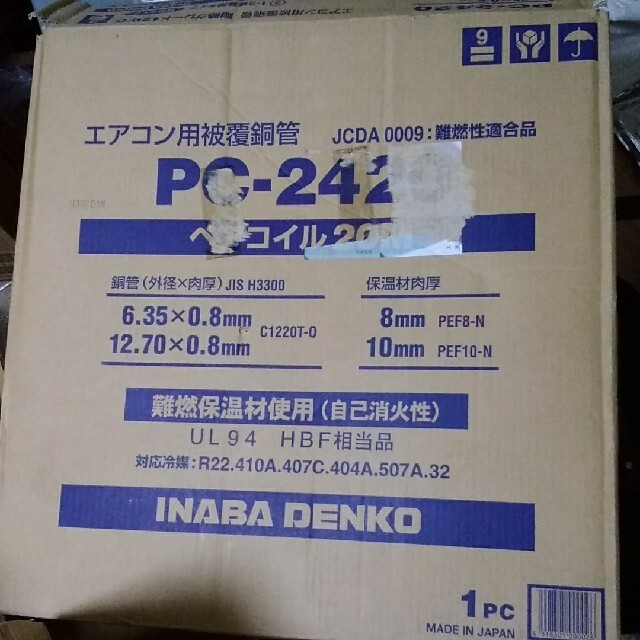 9
エアコン用被覆銅管 JCDA 0009:難燃性適合品
PC-242
コイル 20
銅管(外径×肉厚)JIS H3300
保温材肉厚
6.35×0.8mm
12.70×0.8mm
C1220T-O
8mm PEF8-N
10mm PEF10-N
難燃保温材使用(自己消火性)
UL94 HBF相当品
対応冷媒:R22.410A.407C.404A.507A.32
INABA DENKO
1PC
MADE IN JAPAN